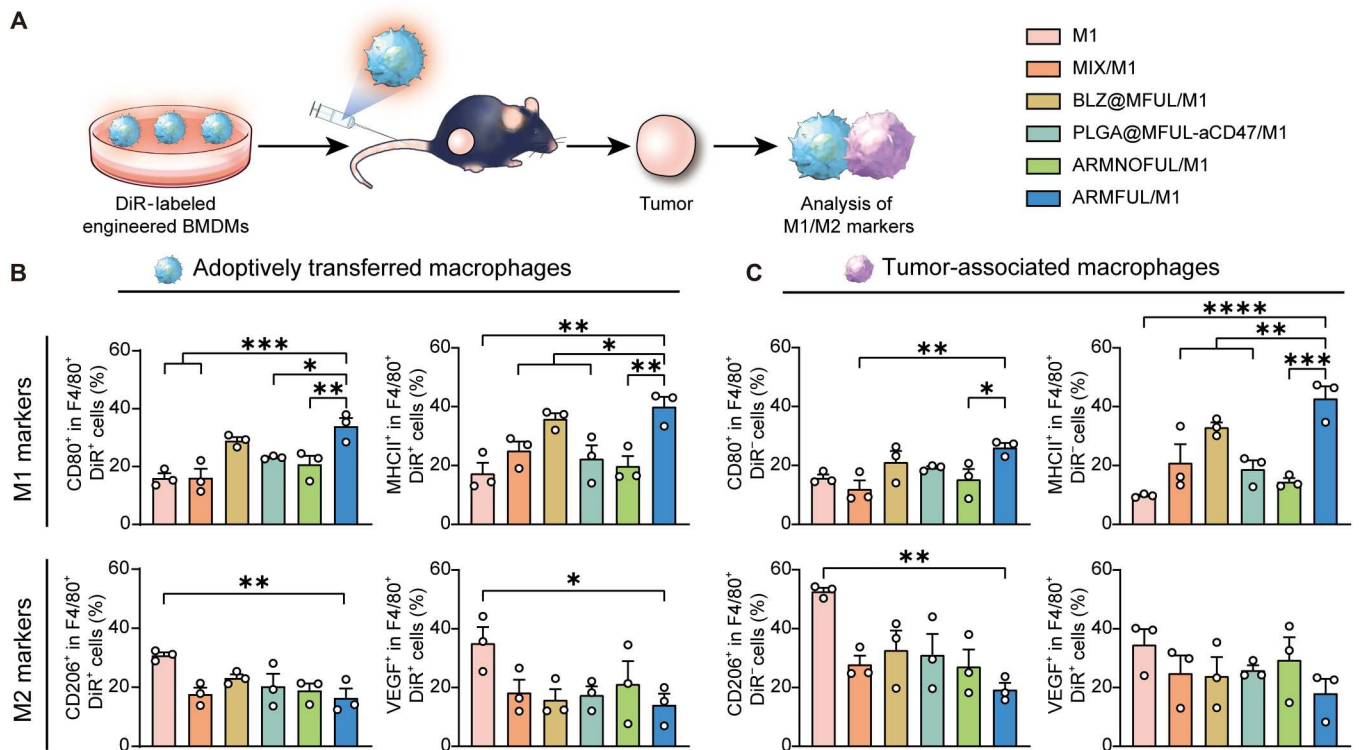 A
DiR-labeled
engineered BMDMs
Tumor
Analysis of
M1/M2 markers
M1
MIX/M1
BLZ@MFUL/M1
PLGA@MFUL-aCD47/M1
ARMNOFUL/M1
ARMFUL/M1
B
Adoptively transferred macrophages
C
Tumor-associated macrophages
M1 markers
CD80⁺ in F4/80⁺
DiR⁺ cells (%)
60
40
20
0
***
*
**
MHCII⁺ in F4/80⁺
DiR⁺ cells (%)
60
40
20
0
**
*
**
CD80⁺ in F4/80⁺
DiR⁻ cells (%)
60
40
20
0
**
*
MHCII⁺ in F4/80⁺
DiR⁻ cells (%)
60
40
20
0
****
**
***
M2 markers
CD206⁺ in F4/80⁺
DiR⁺ cells (%)
60
40
20
0
**
VEGF⁺ in F4/80⁺
DiR⁺ cells (%)
60
40
20
0
*
CD206⁺ in F4/80⁺
DiR⁻ cells (%)
60
40
20
0
**
VEGF⁺ in F4/80⁺
DiR⁺ cells (%)
60
40
20
0